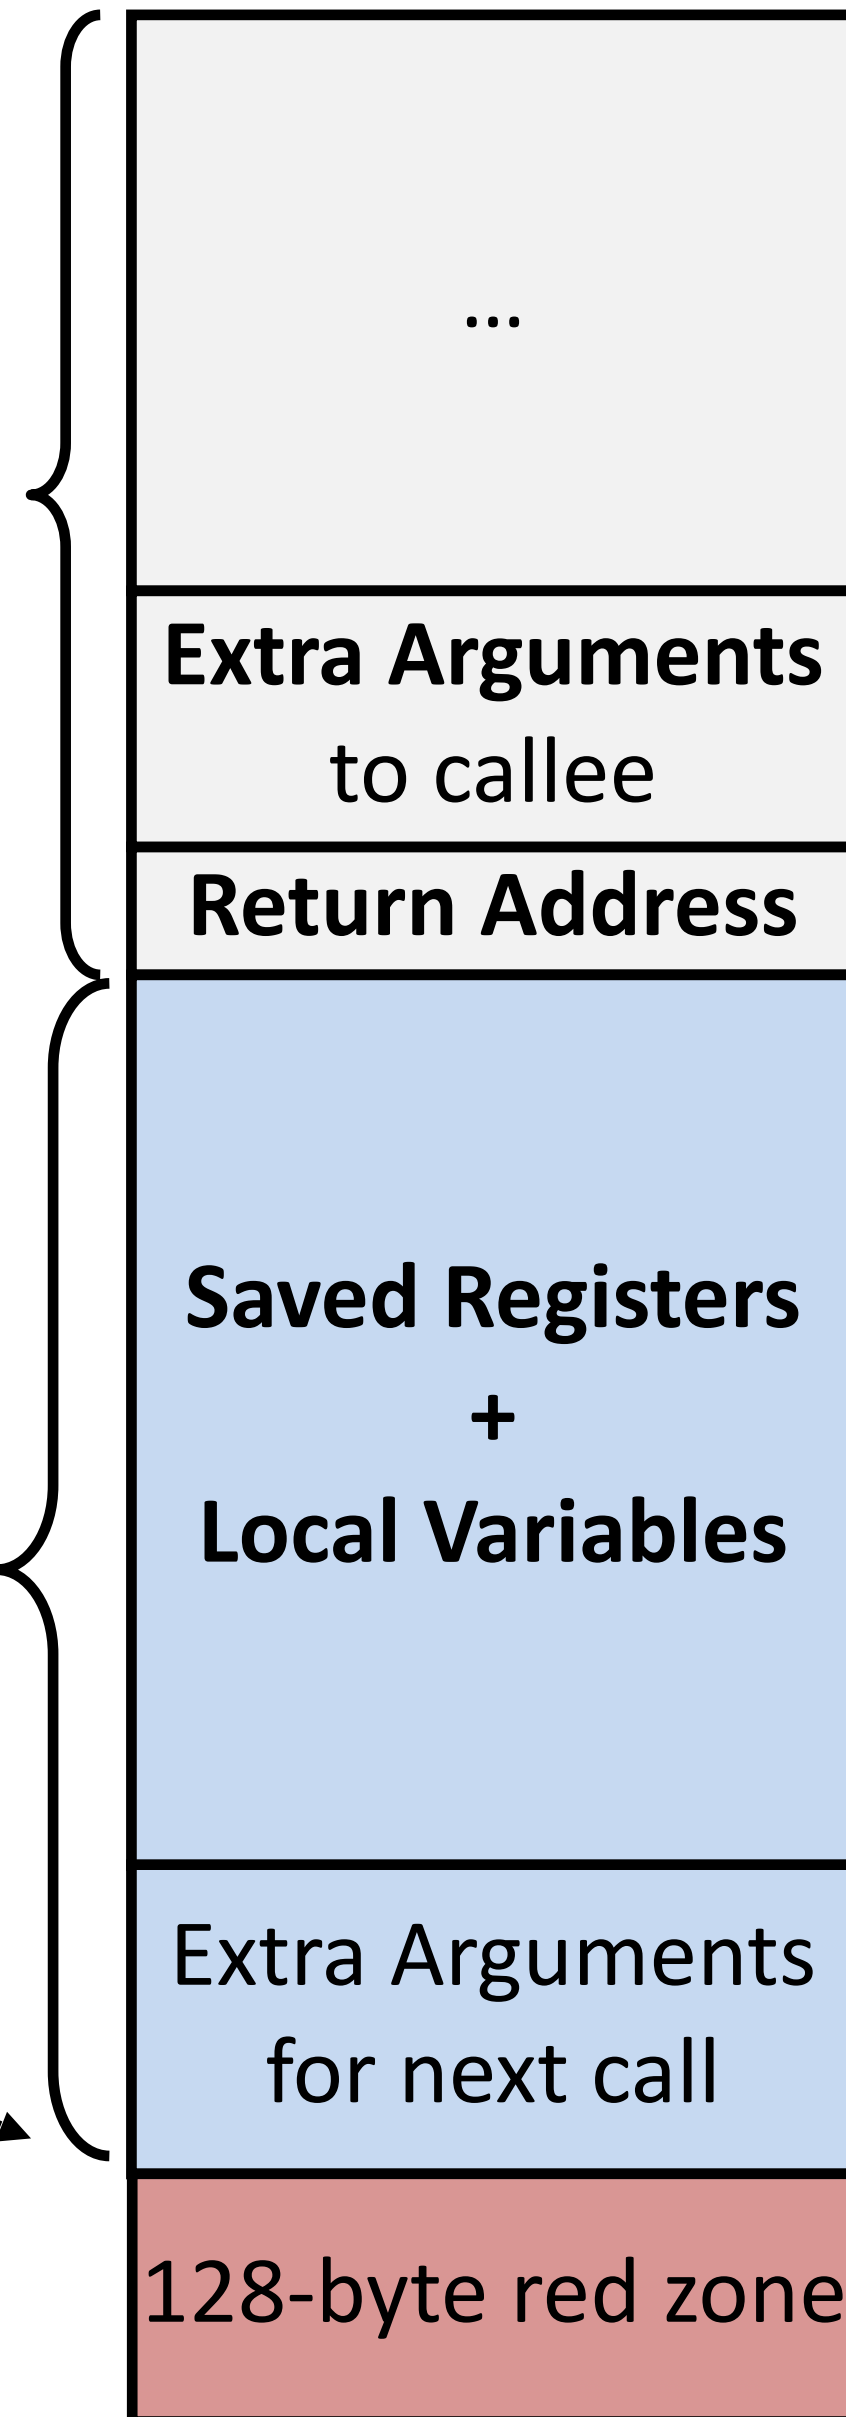 ...
Extra Arguments
to callee
Return Address
Saved Registers
+
Local Variables
Extra Arguments
for next call
128-byte red zone